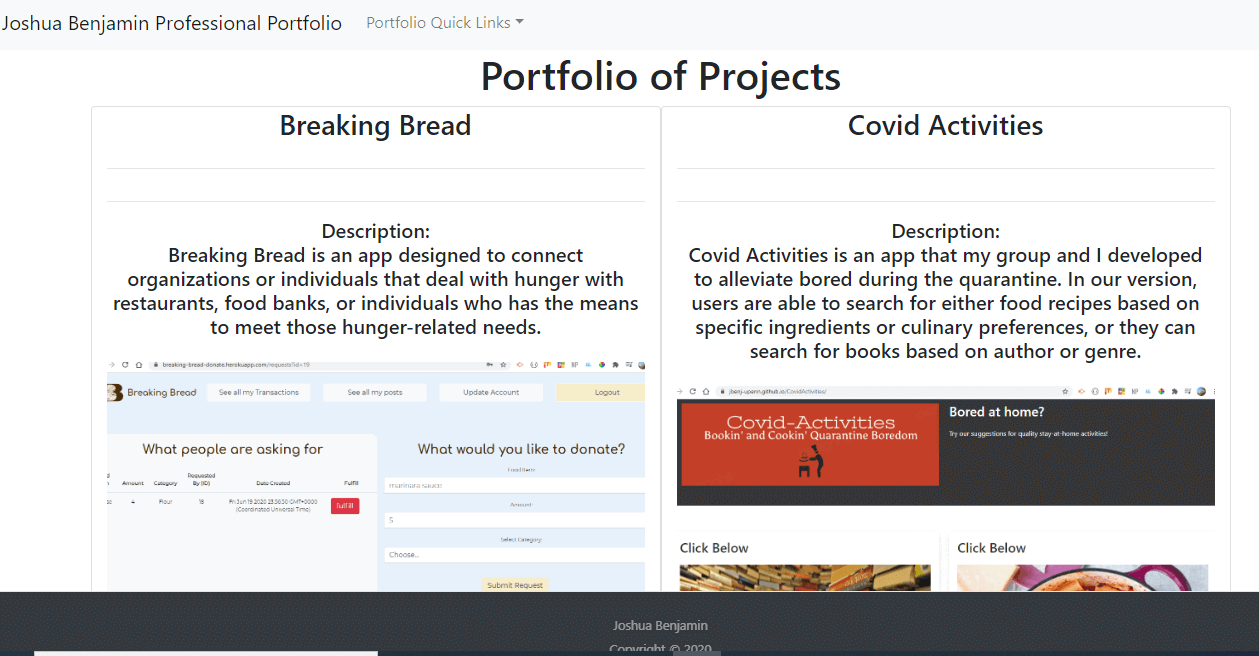 Joshua Benjamin Professional Portfolio Portfolio Quick Links
Portfolio of Projects
Breaking Bread
Description:
Breaking Bread is an app designed to connect
organizations or individuals that deal with hunger with
restaurants, food banks, or individuals who has the means
to meet those hunger-related needs.
breaking-bread-donate.herokuapp.com/requests?id=19
Breaking Bread See all my Transactions See all my posts Update Account Logout
What people are asking for
Amount Category Requested By (ID) Date Created Fulfill
4 Flour 18 Fri Jun 19 2020 23:56:50 GMT+0000
(Coordinated Universal Time) Fulfill
What would you like to donate?
Food Item:
marinara sauce
Amount:
5
Select Category:
Choose...
Submit Request
Covid Activities
Description:
Covid Activities is an app that my group and I developed
to alleviate bored during the quarantine. In our version,
users are able to search for either food recipes based on
specific ingredients or culinary preferences, or they can
search for books based on author or genre.
jbenj-upenn.github.io/CovidActivities/
Covid-Activities
Bookin' and Cookin' Quarantine Boredom
Bored at home?
Try our suggestions for quality stay-at-home activities!
Click Below
Click Below
Joshua Benjamin
Copyright © 2020